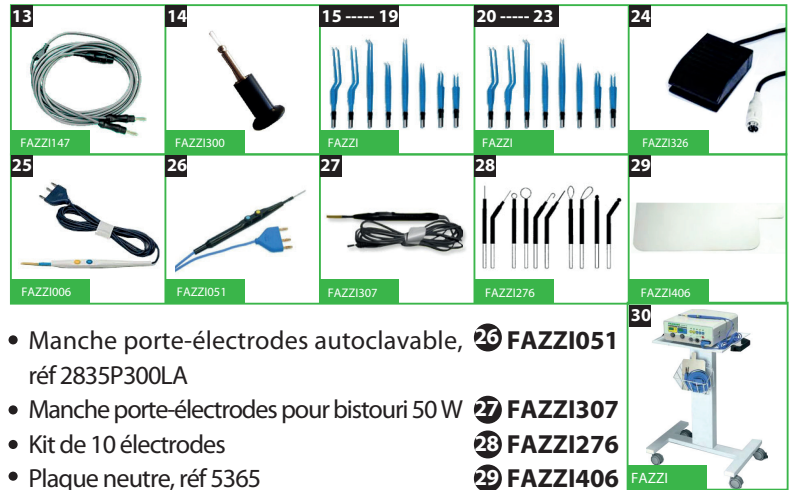 13
14
15 ----- 19
20 ----- 23
24
FAZZI147
FAZZI300
FAZZI
FAZZI
FAZZI326
25
26
27
28
29
FAZZI006
FAZZI051
FAZZI307
FAZZI276
FAZZI406
• Manche porte-électrodes autoclavable, 26 FAZZI051
réf 2835P300LA
• Manche porte-électrodes pour bistouri 50 W 27 FAZZI307
• Kit de 10 électrodes 28 FAZZI276
• Plaque neutre, réf 5365 29 FAZZI406
30
FAZZI